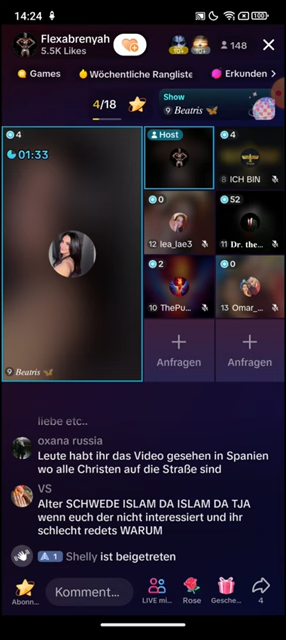 14:24
100
Flexabrenyah
5.5K Likes
10+
10+
148
Games
Wöchentliche Rangliste
Erkunden
4/18
Show
9 Beatris
4
01:33
Host
4
8 ICH BIN
0
12 lea_lae3
52
11 Dr. the...
2
10 ThePu...
0
13 Omar_...
9 Beatris
Anfragen
Anfragen
liebe etc..
oxana russia
Leute habt ihr das Video gesehen in Spanien
wo alle Christen auf die Straße sind
VS
Alter SCHWEDE ISLAM DA ISLAM DA TJA
wenn euch der nicht interessiert und ihr
schlecht redets WARUM
1 Shelly ist beigetreten
Abonn...
Komment...
LIVE mi...
Rose
Gesche...
4